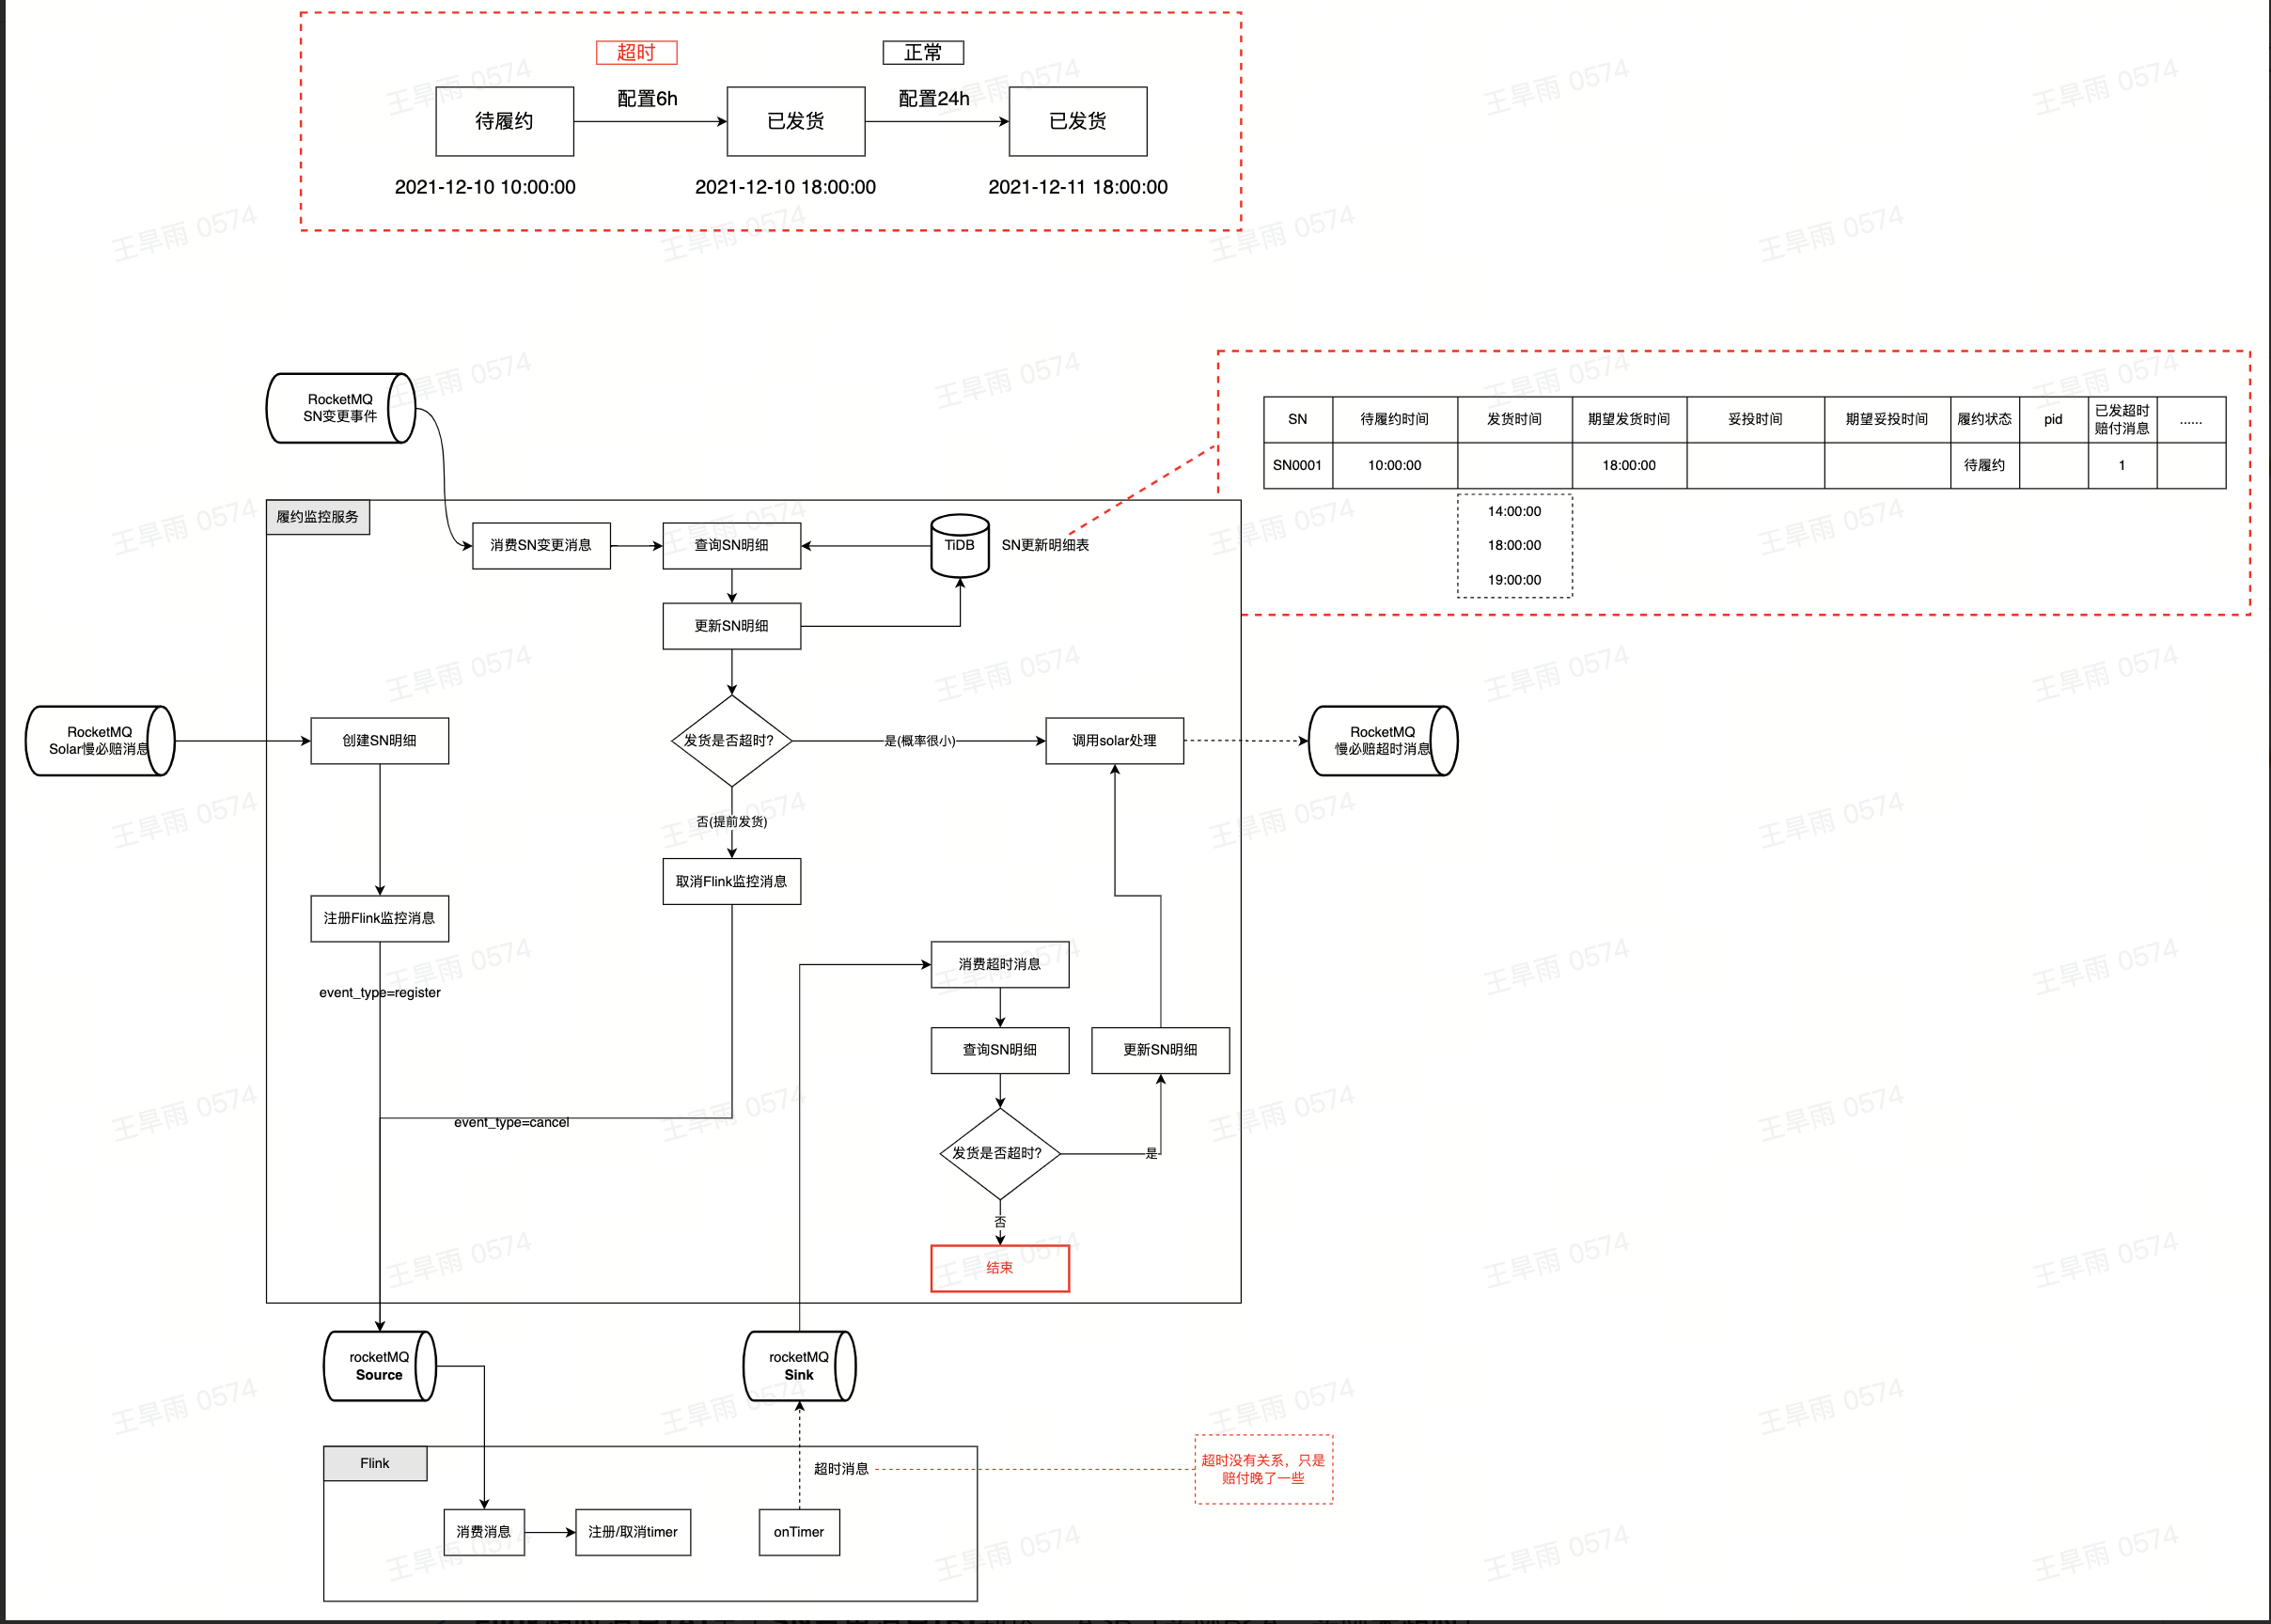 超时
正常
配置6h
配置24h
待履约
已发货
已发货
2021-12-10 10:00:00
2021-12-10 18:00:00
2021-12-11 18:00:00
RocketMQ
SN变更事件
SN
待履约时间
发货时间
期望发货时间
妥投时间
期望妥投时间
履约状态
pid
已发超时
赔付消息
......
SN0001
10:00:00
18:00:00
待履约
1
14:00:00
18:00:00
19:00:00
履约监控服务
消费SN变更消息
查询SN明细
TiDB
SN更新明细表
更新SN明细
RocketMQ
Solar慢必赔消息
创建SN明细
发货是否超时?
是(概率很小)
调用solar处理
RocketMQ
慢必赔超时消息
否(提前发货)
取消Flink监控消息
注册Flink监控消息
消费超时消息
event_type=register
查询SN明细
更新SN明细
event_type=cancel
发货是否超时?
是
否
结束
rocketMQ
Source
rocketMQ
Sink
Flink
超时消息
超时没有关系，只是
赔付晚了一些
消费消息
注册/取消timer
onTimer
王旱雨 0574